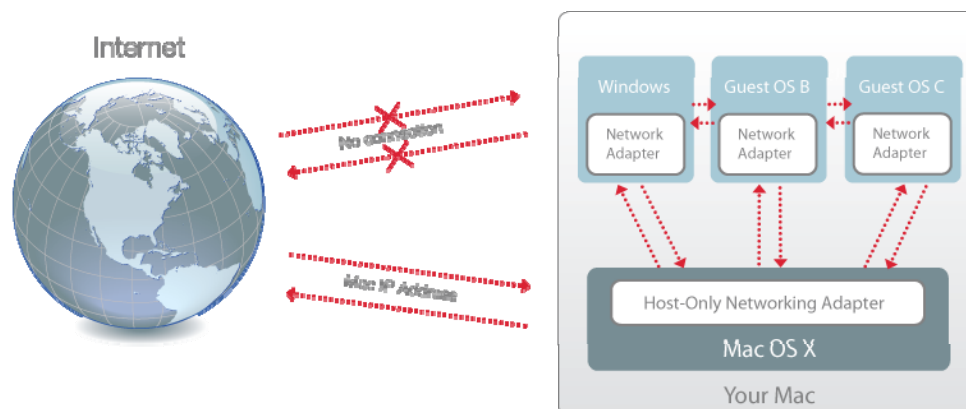 Internet
No connection
Mac IP Address
Windows
Guest OS B
Guest OS C
Network
Adapter
Network
Adapter
Network
Adapter
Host-Only Networking Adapter
Mac OS X
Your Mac